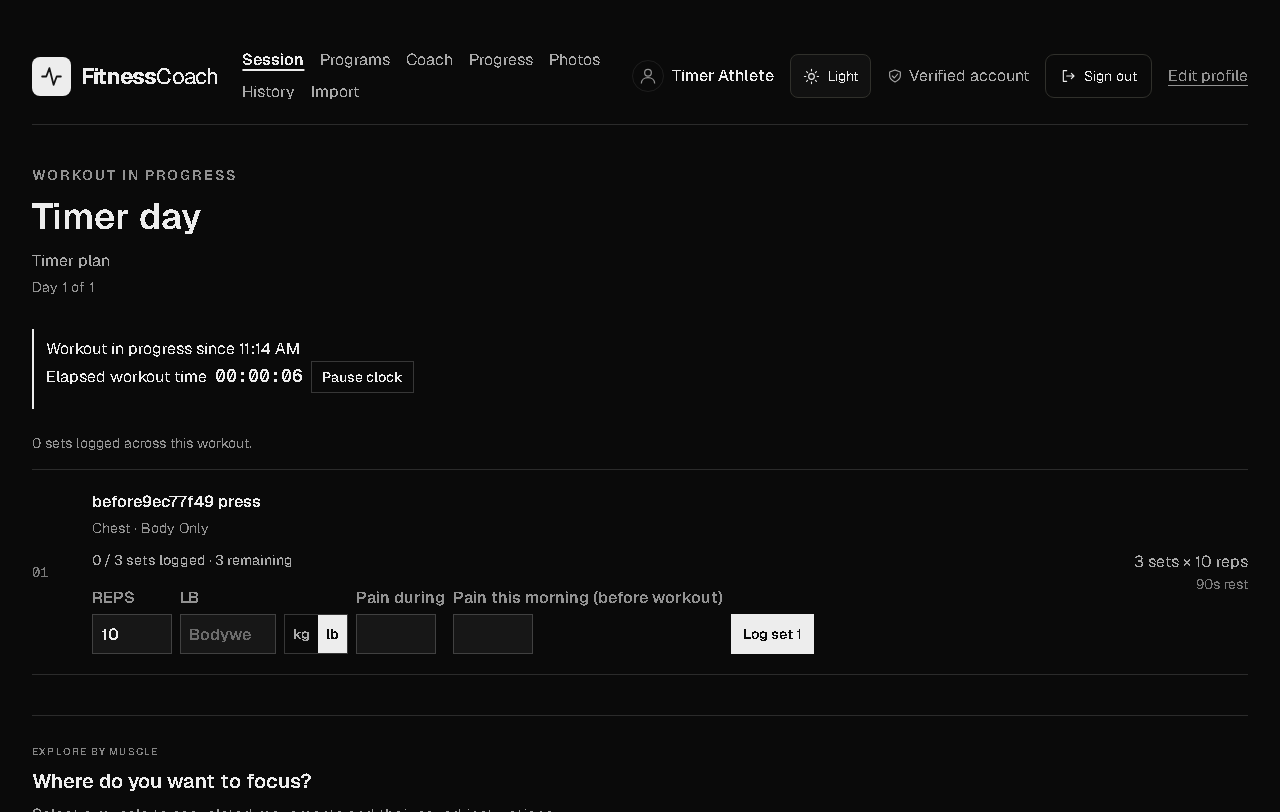 FitnessCoach
Session Programs Coach Progress Photos
History Import
Timer Athlete
Light
Verified account
Sign out
Edit profile
WORKOUT IN PROGRESS
Timer day
Timer plan
Day 1 of 1
Workout in progress since 11:14 AM
Elapsed workout time 00:00:06 Pause clock
0 sets logged across this workout.
01
before9ec77f49 press
Chest · Body Only
0 / 3 sets logged · 3 remaining
REPS LB Pain during Pain this morning (before workout)
10 Bodywe kg lb Log set 1
3 sets × 10 reps
90s rest
EXPLORE BY MUSCLE
Where do you want to focus?